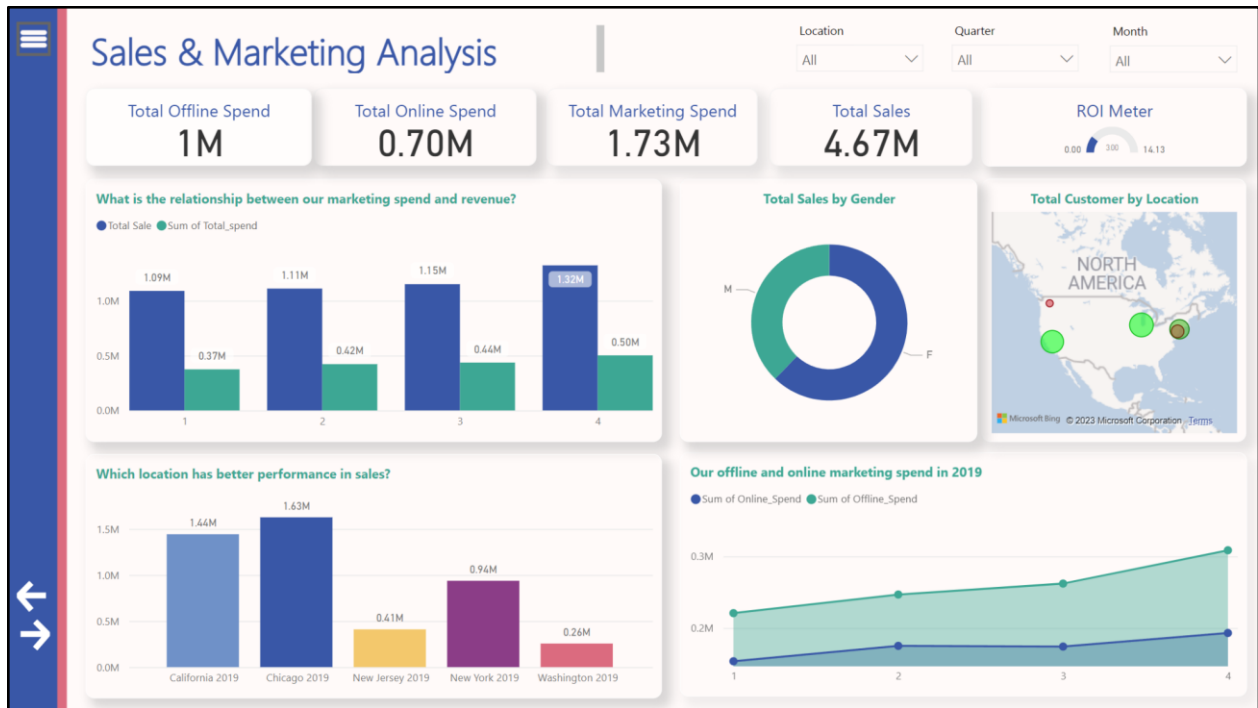 Sales & Marketing Analysis
Location
Quarter
Month
All
All
All
Total Offline Spend
1M
Total Online Spend
0.70M
Total Marketing Spend
1.73M
Total Sales
4.67M
ROI Meter
0.00
300
14.13
What is the relationship between our marketing spend and revenue?
Total Sale Sum of Total_spend
1.0M
0.5M
0.0M
1.09M
0.37M
1.11M
0.42M
1.15M
0.44M
1.32M
0.50M
1 2 3 4
Total Sales by Gender
M
F
Total Customer by Location
NORTH
AMERICA
Microsoft Bing © 2023 Microsoft Corporation Terms
Which location has better performance in sales?
1.5M
1.0M
0.5M
0.0M
1.44M
1.63M
0.41M
0.94M
0.26M
California 2019 Chicago 2019 New Jersey 2019 New York 2019 Washington 2019
Our offline and online marketing spend in 2019
Sum of Online_Spend Sum of Offline_Spend
0.3M
0.2M
1 2 3 4